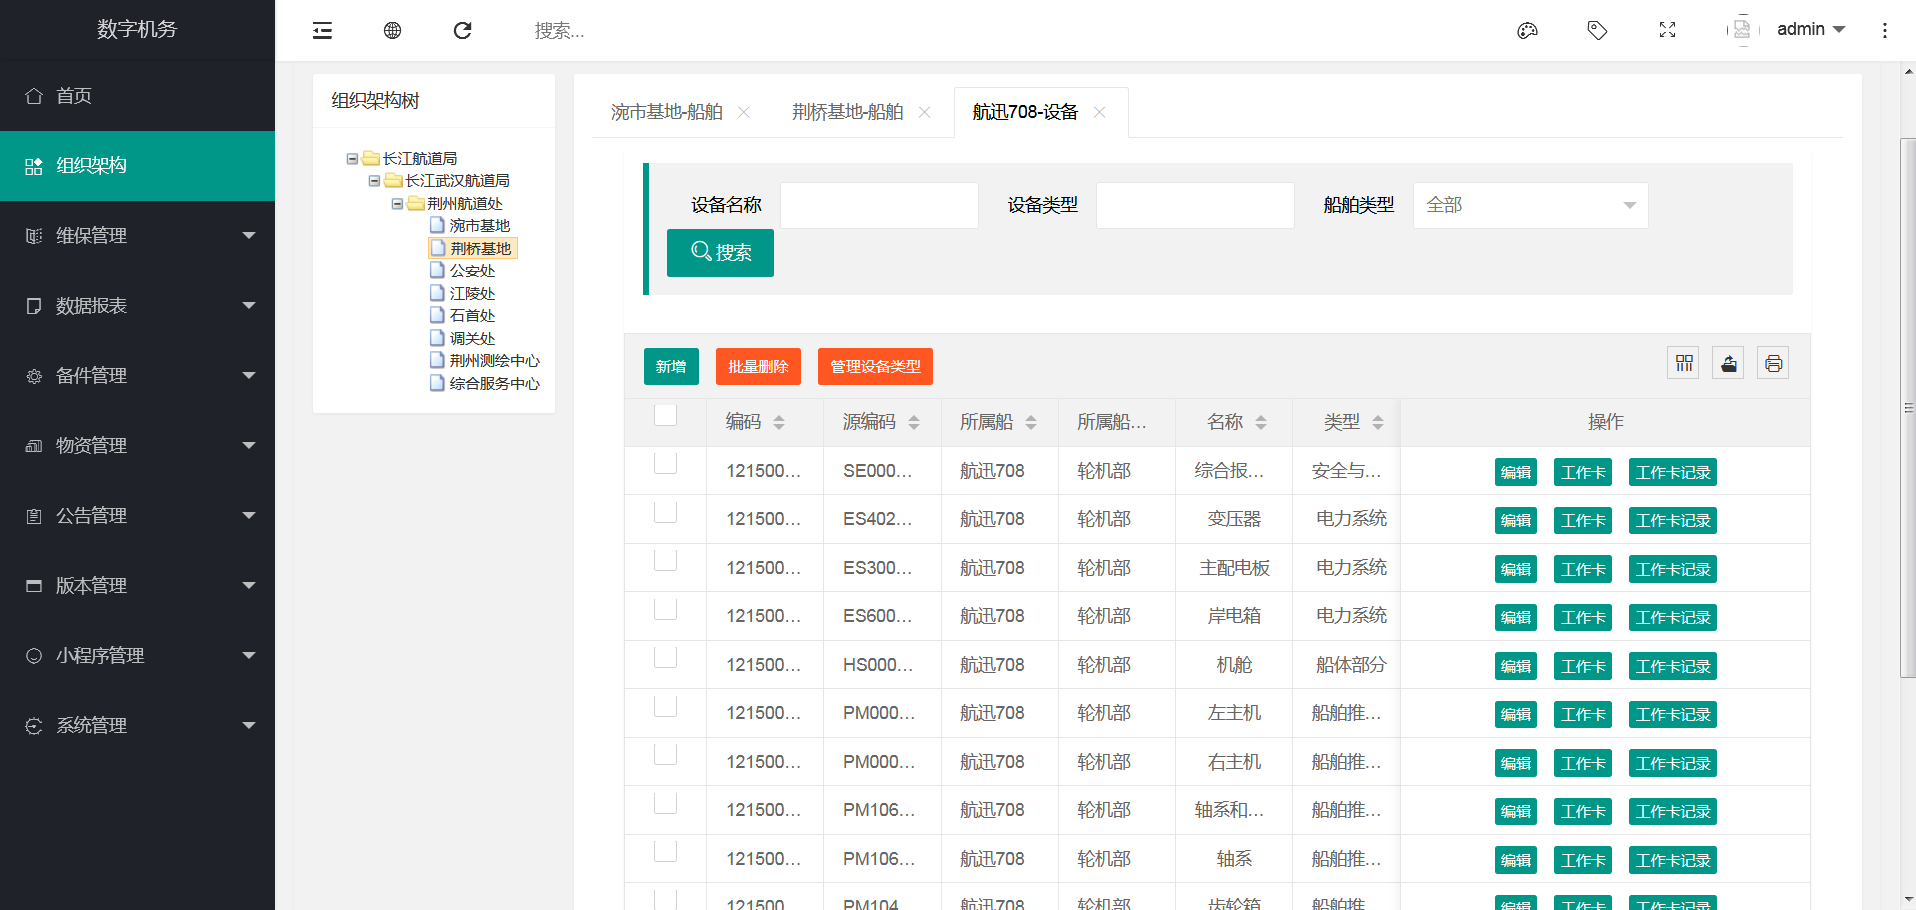 数字机务
搜索...
admin
首页
组织架构
维保管理
数据报表
备件管理
物资管理
公告管理
版本管理
小程序管理
系统管理
组织架构树
长江航道局
长江武汉航道局
荆州航道处
涴市基地
荆桥基地
公安处
江陵处
石首处
调关处
荆州测绘中心
综合服务中心
涴市基地-船舶
荆桥基地-船舶
航迅708-设备
设备名称
设备类型
船舶类型 全部
搜索
新增 批量删除 管理设备类型
编码 源编码 所属船 所属船... 名称 类型 操作
121500... SE000... 航迅708 轮机部 综合报... 安全与... 编辑 工作卡 工作卡记录
121500... ES402... 航迅708 轮机部 变压器 电力系统 编辑 工作卡 工作卡记录
121500... ES300... 航迅708 轮机部 主配电板 电力系统 编辑 工作卡 工作卡记录
121500... ES600... 航迅708 轮机部 岸电箱 电力系统 编辑 工作卡 工作卡记录
121500... HS000... 航迅708 轮机部 机舱 船体部分 编辑 工作卡 工作卡记录
121500... PM000... 航迅708 轮机部 左主机 船舶推... 编辑 工作卡 工作卡记录
121500... PM000... 航迅708 轮机部 右主机 船舶推... 编辑 工作卡 工作卡记录
121500... PM106... 航迅708 轮机部 轴系和... 船舶推... 编辑 工作卡 工作卡记录
121500... PM106... 航迅708 轮机部 轴系 船舶推... 编辑 工作卡 工作卡记录
121500... PM104... 航迅708 轮机部 齿轮箱 船舶推... 编辑 工作卡 工作卡记录